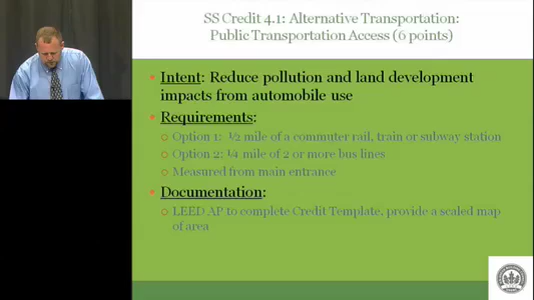 SS Credit 4.1: Alternative Transportation:
Public Transportation Access (6 points)
• Intent: Reduce pollution and land development
impacts from automobile use
• Requirements:
Option 1: ½ mile of a commuter rail, train or subway station
Option 2: ¼ mile of 2 or more bus lines
Measured from main entrance
• Documentation:
LEED AP to complete Credit Template, provide a scaled map
of area